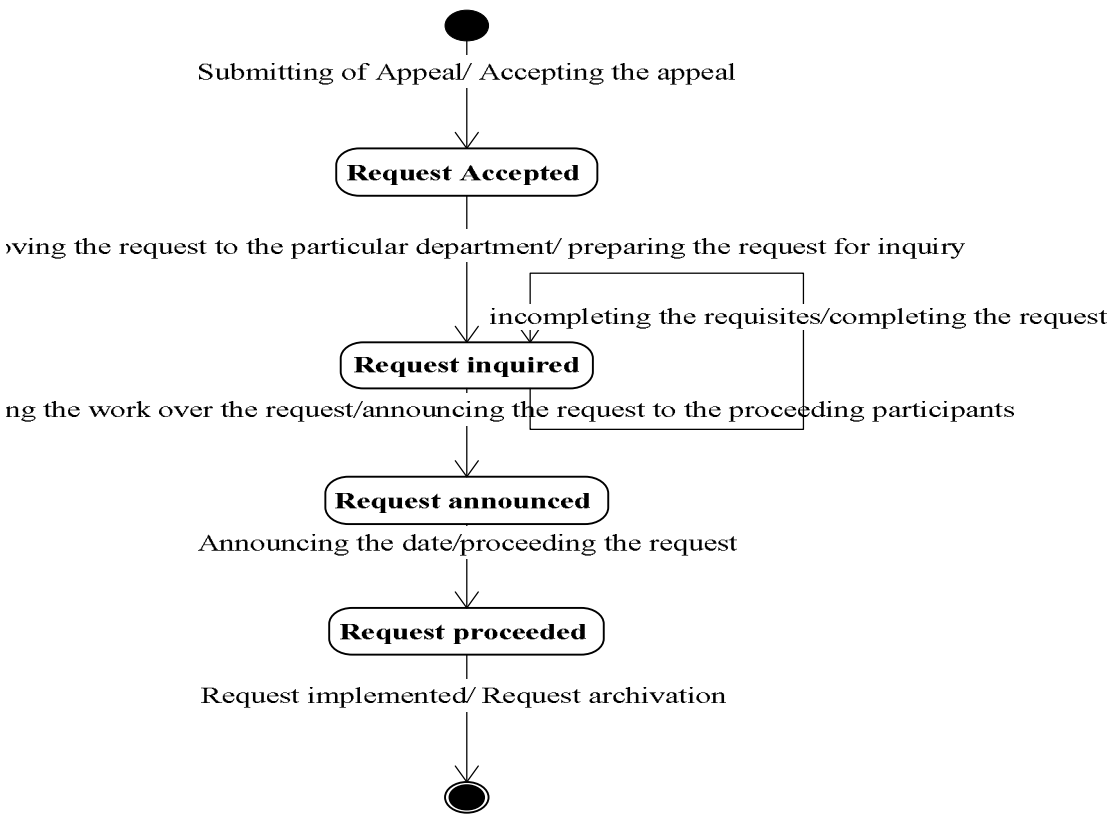 Submitting of Appeal/ Accepting the appeal
Request Accepted
the request to the particular department/ preparing the request for inquiry
incompleting the requisites/completing the request
Request inquired
the work over the request/announcing the request to the proceeding participants
Request announced
Announcing the date/proceeding the request
Request proceeded
Request implemented/ Request archivation